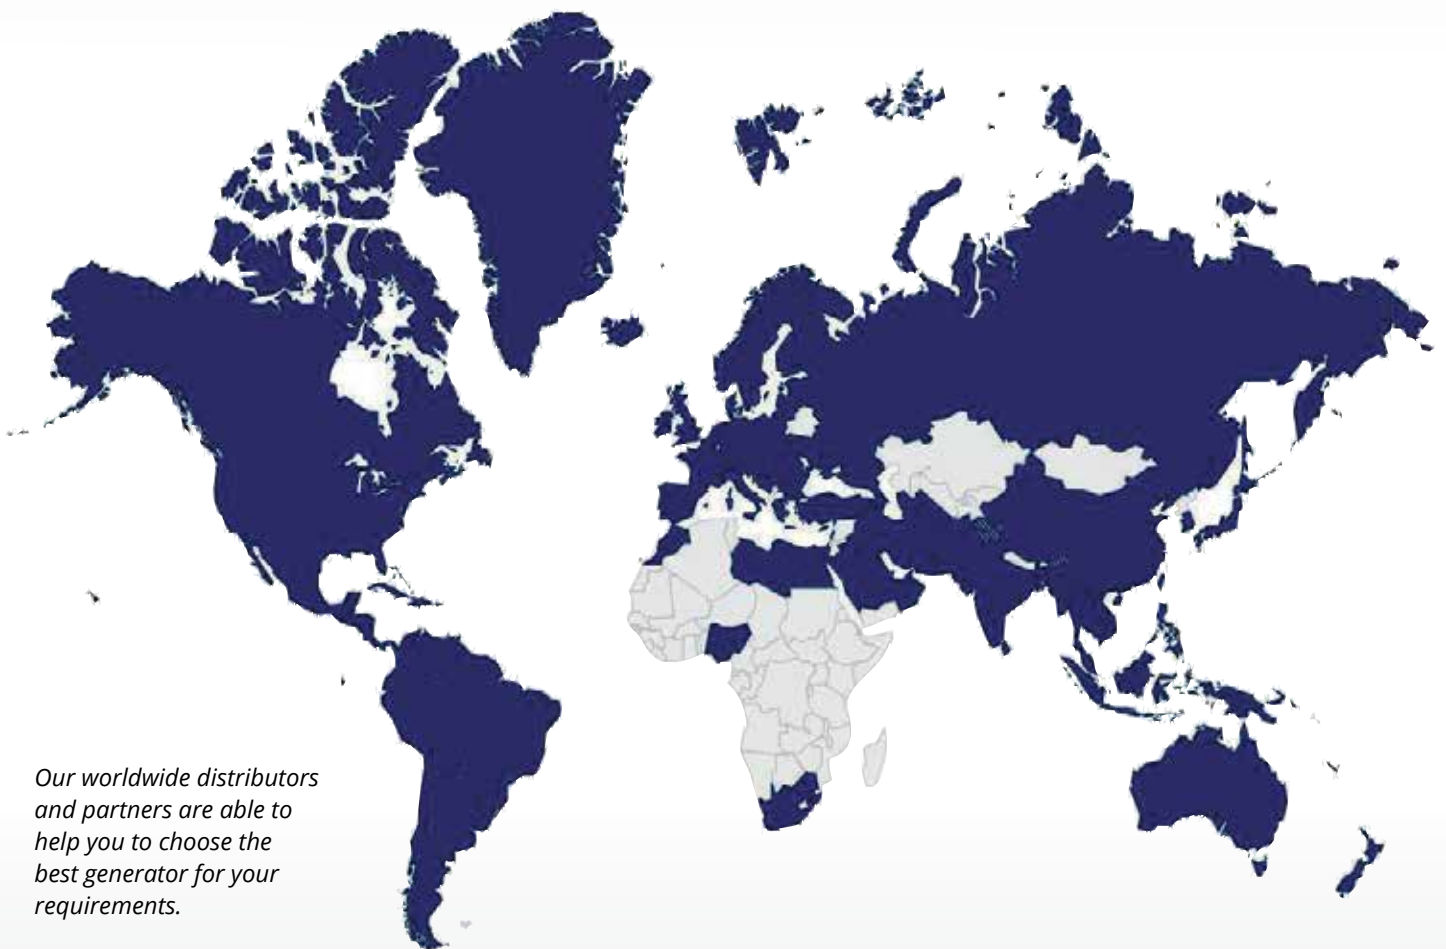 Our worldwide distributors
and partners are able to
help you to choose the
best generator for your
requirements.